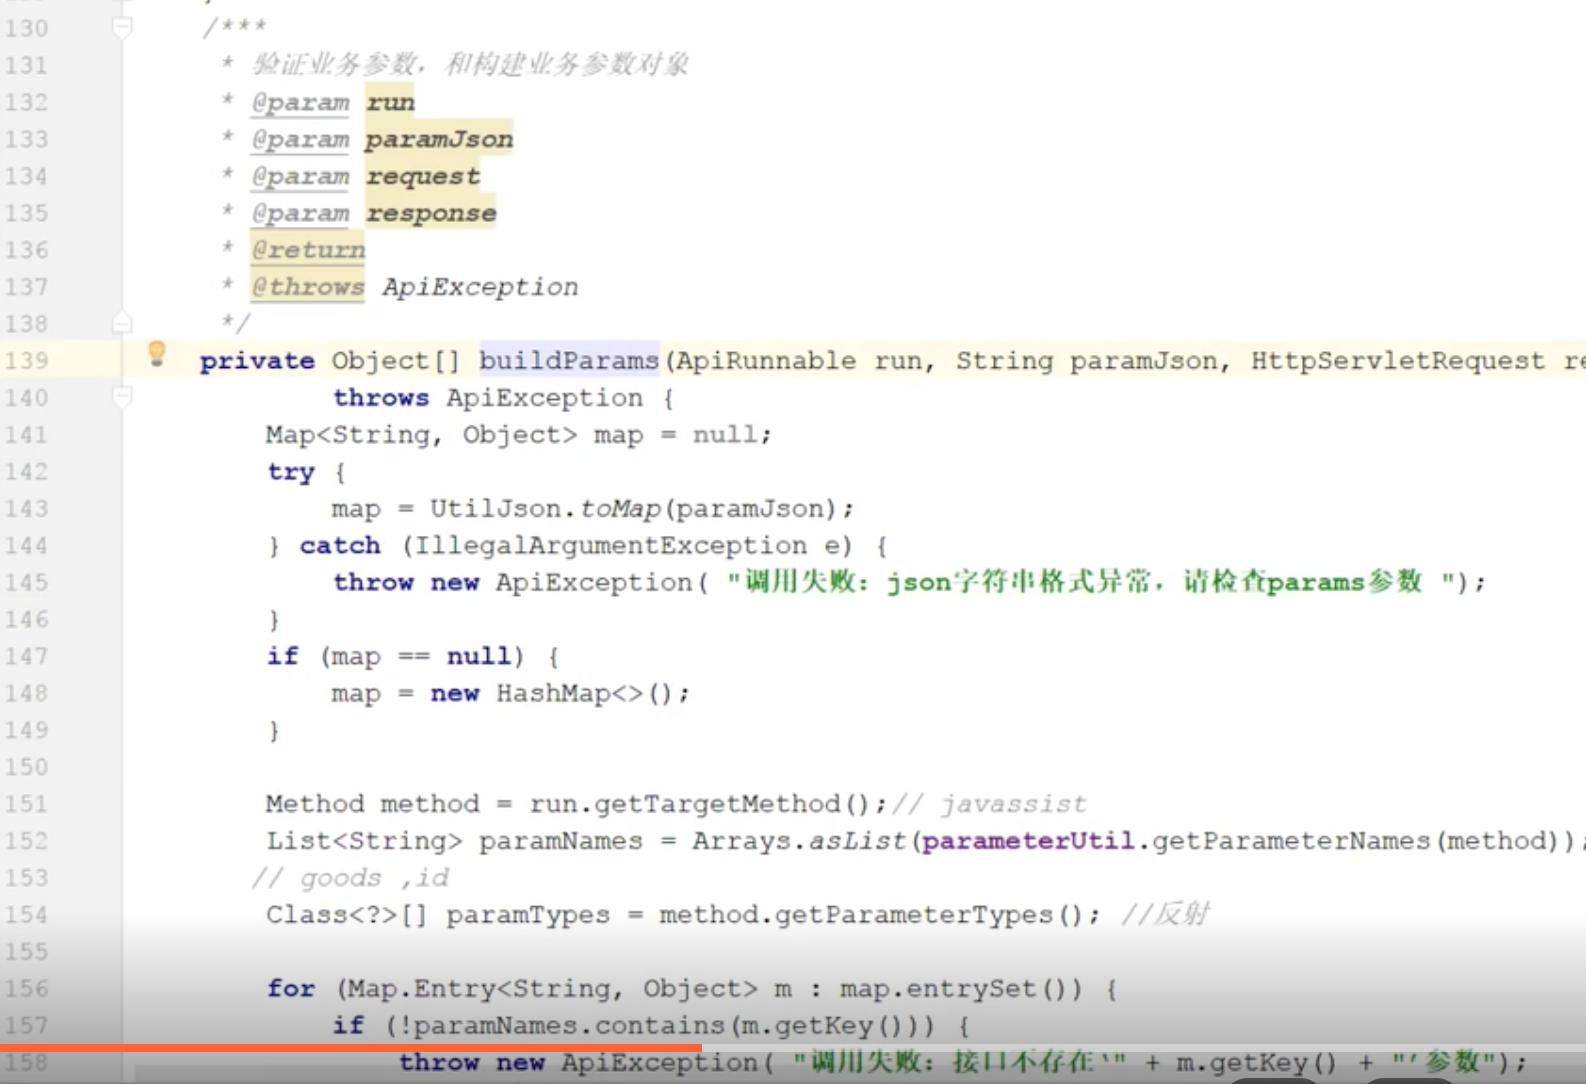 130 /***
131 * 验证业务参数，和构建业务参数对象
132 * @param run
133 * @param paramJson
134 * @param request
135 * @param response
136 * @return
137 * @throws ApiException
138 */
139 private Object[] buildParams(ApiRunnable run, String paramJson, HttpServletRequest re
140 throws ApiException {
141 Map<String, Object> map = null;
142 try {
143 map = UtilJson.toMap(paramJson);
144 } catch (IllegalArgumentException e) {
145 throw new ApiException( "调用失败：json字符串格式异常，请检查params参数 ");
146 }
147 if (map == null) {
148 map = new HashMap<>();
149 }
150
151 Method method = run.getTargetMethod();// javassist
152 List<String> paramNames = Arrays.asList(parameterUtil.getParameterNames(method));
153 // goods ,id
154 Class<?>[] paramTypes = method.getParameterTypes(); //反射
155
156 for (Map.Entry<String, Object> m : map.entrySet()) {
157 if (!paramNames.contains(m.getKey())) {
158 throw new ApiException( "调用失败：接口不存在‘" + m.getKey() + "’参数");